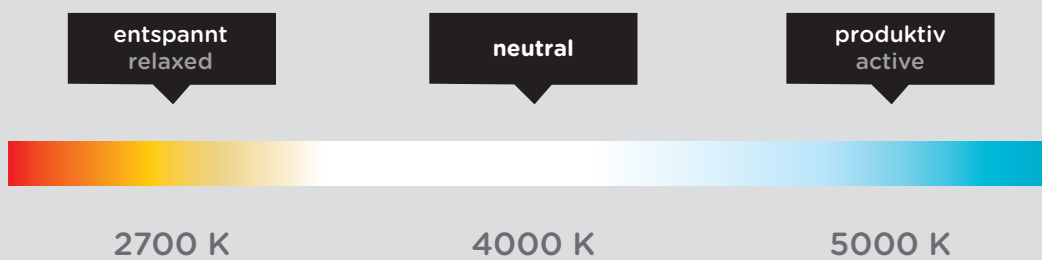 entspannt
relaxed
neutral
produktiv
active
2700 K
4000 K
5000 K